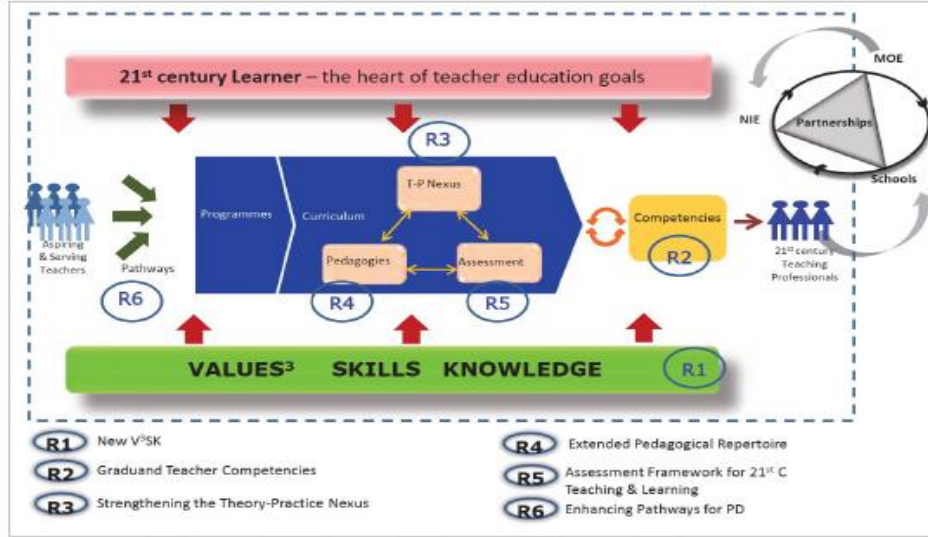 21st century Learner – the heart of teacher education goals
MOE
NIE
Partnerships
Schools
R3
T-P Nexus
Programmes
Curriculum
Competencies
Aspiring
& Serving
Teachers
Pathways
Pedagogies
Assessment
R2
21st century
Teaching
Professionals
R6
R4
R5
VALUES³ SKILLS KNOWLEDGE
R1
R1 New V³SK
R2 Graduand Teacher Competencies
R3 Strengthening the Theory-Practice Nexus
R4 Extended Pedagogical Repertoire
R5 Assessment Framework for 21st C
Teaching & Learning
R6 Enhancing Pathways for PD